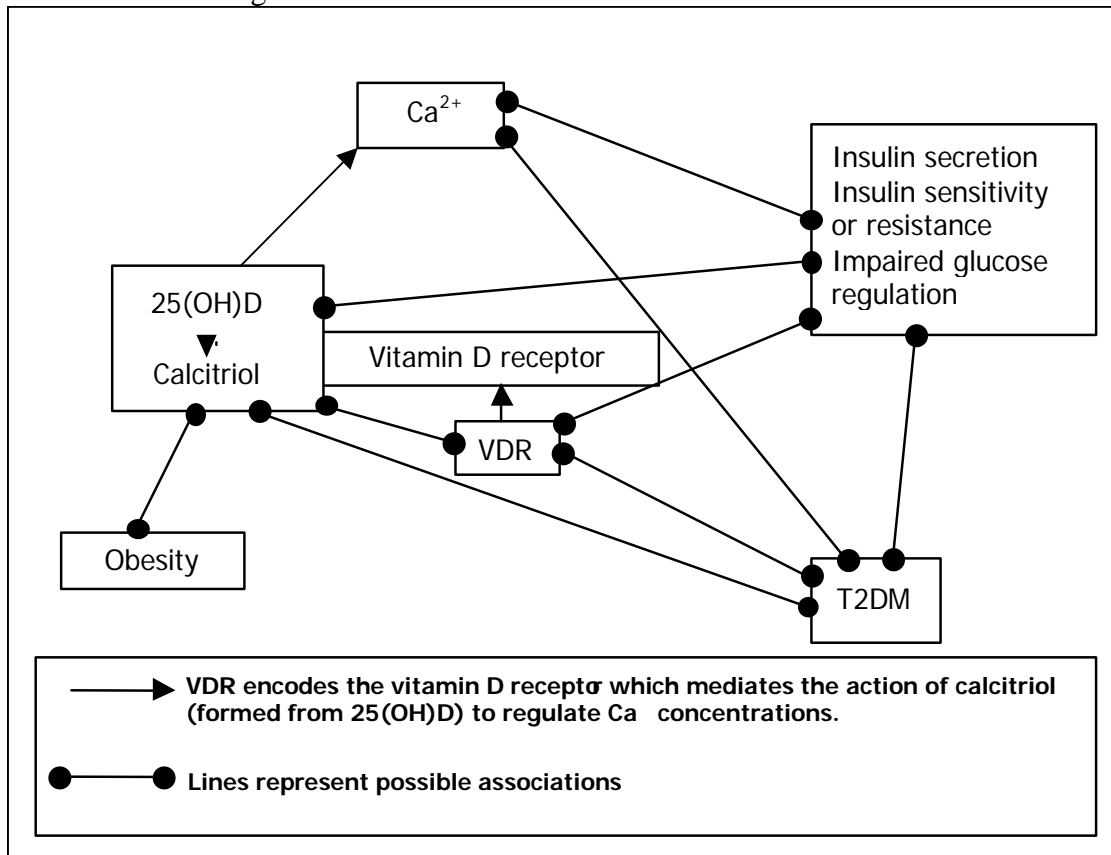 Ca²⁺
Insulin secretion
Insulin sensitivity
or resistance
Impaired glucose
regulation
25(OH)D
Calcitriol
Vitamin D receptor
VDR
Obesity
T2DM
VDR encodes the vitamin D receptor which mediates the action of calcitriol
(formed from 25(OH)D) to regulate Ca concentrations.
Lines represent possible associations